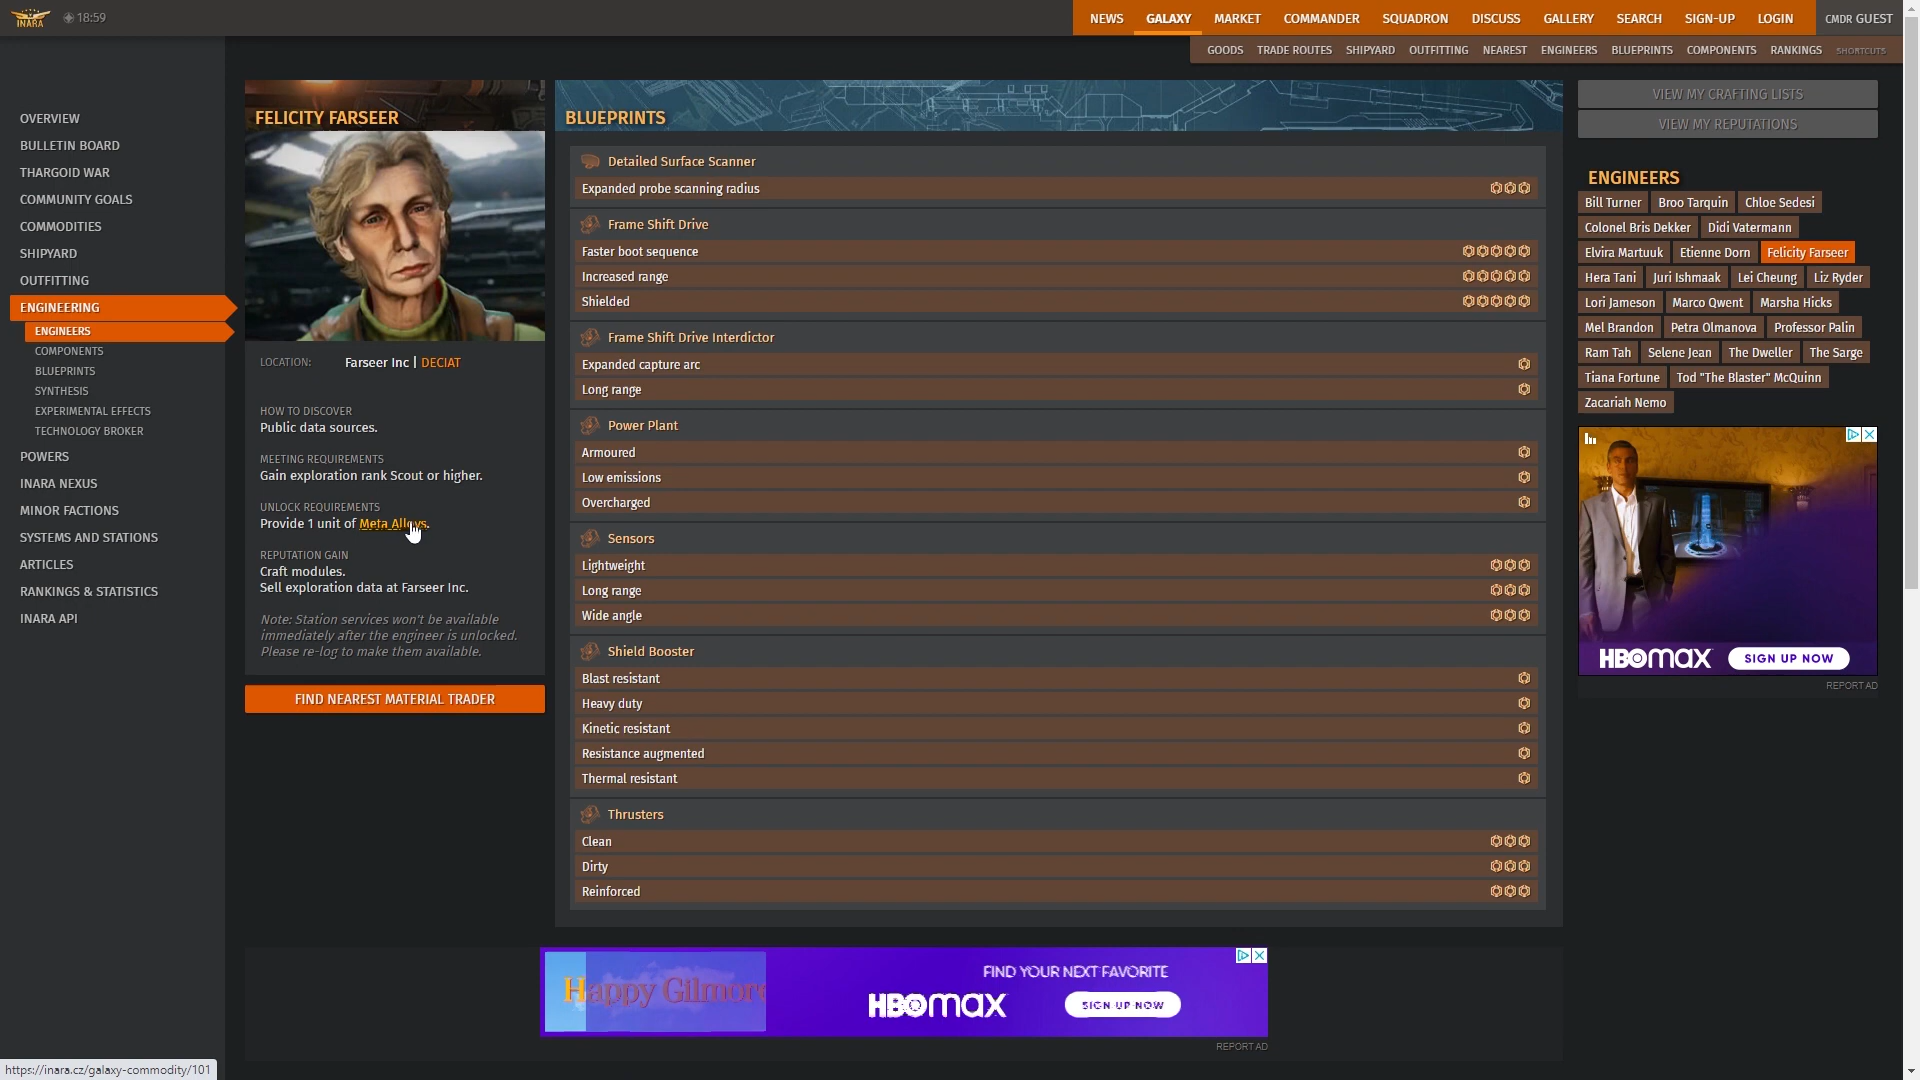 INARA
18:59
NEWS GALAXY MARKET COMMANDER SQUADRON DISCUSS GALLERY SEARCH SIGN-UP LOGIN CMDR GUEST
GOODS TRADE ROUTES SHIPYARD OUTFITTING NEAREST ENGINEERS BLUEPRINTS COMPONENTS RANKINGS SHORTCUTS
OVERVIEW
BULLETIN BOARD
THARGOID WAR
COMMUNITY GOALS
COMMODITIES
SHIPYARD
OUTFITTING
ENGINEERING
ENGINEERS
COMPONENTS
BLUEPRINTS
SYNTHESIS
EXPERIMENTAL EFFECTS
TECHNOLOGY BROKER
POWERS
INARA NEXUS
MINOR FACTIONS
SYSTEMS AND STATIONS
ARTICLES
RANKINGS & STATISTICS
INARA API
FELICITY FARSEER
LOCATION: Farseer Inc | DECIAT
HOW TO DISCOVER
Public data sources.
MEETING REQUIREMENTS
Gain exploration rank Scout or higher.
UNLOCK REQUIREMENTS
Provide 1 unit of Meta Alloys.
REPUTATION GAIN
Craft modules.
Sell exploration data at Farseer Inc.
Note: Station services won't be available
immediately after the engineer is unlocked.
Please re-log to make them available.
FIND NEAREST MATERIAL TRADER
BLUEPRINTS
Detailed Surface Scanner
Expanded probe scanning radius
Frame Shift Drive
Faster boot sequence
Increased range
Shielded
Frame Shift Drive Interdictor
Expanded capture arc
Long range
Power Plant
Armoured
Low emissions
Overcharged
Sensors
Lightweight
Long range
Wide angle
Shield Booster
Blast resistant
Heavy duty
Kinetic resistant
Resistance augmented
Thermal resistant
Thrusters
Clean
Dirty
Reinforced
VIEW MY CRAFTING LISTS
VIEW MY REPUTATIONS
ENGINEERS
Bill Turner Broo Tarquin Chloe Sedesi
Colonel Bris Dekker Didi Vatermann
Elvira Martuuk Etienne Dorn Felicity Farseer
Hera Tani Juri Ishmaak Lei Cheung Liz Ryder
Lori Jameson Marco Qwent Marsha Hicks
Mel Brandon Petra Olmanova Professor Palin
Ram Tah Selene Jean The Dweller The Sarge
Tiana Fortune Tod "The Blaster" McQuinn
Zacariah Nemo
HBOmax SIGN UP NOW
REPORT AD
Happy Gilmore
FIND YOUR NEXT FAVORITE
HBOmax SIGN UP NOW
REPORT AD
https://inara.cz/galaxy-commodity/101